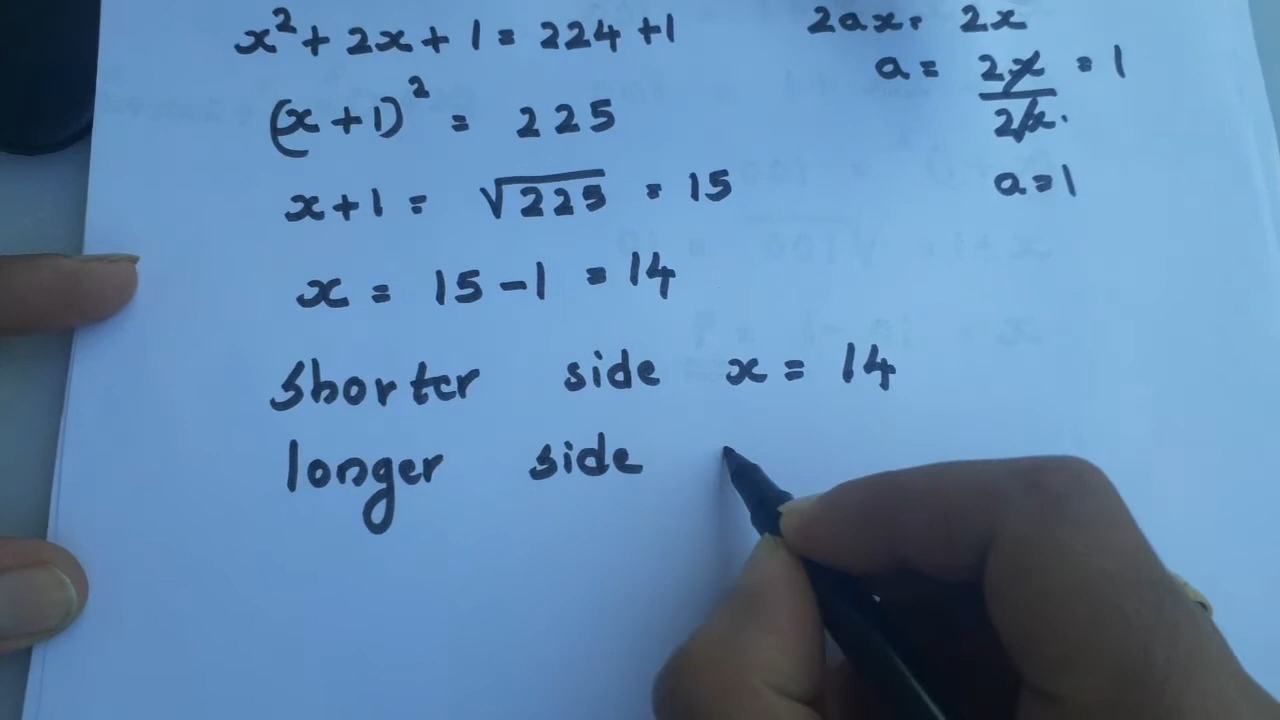 x² + 2x + 1 = 224 + 1
(x + 1)² = 225
x + 1 = √225 = 15
x = 15 - 1 = 14
shorter side x = 14
longer side
2ax = 2x
a = 2x/2x = 1
a = 1